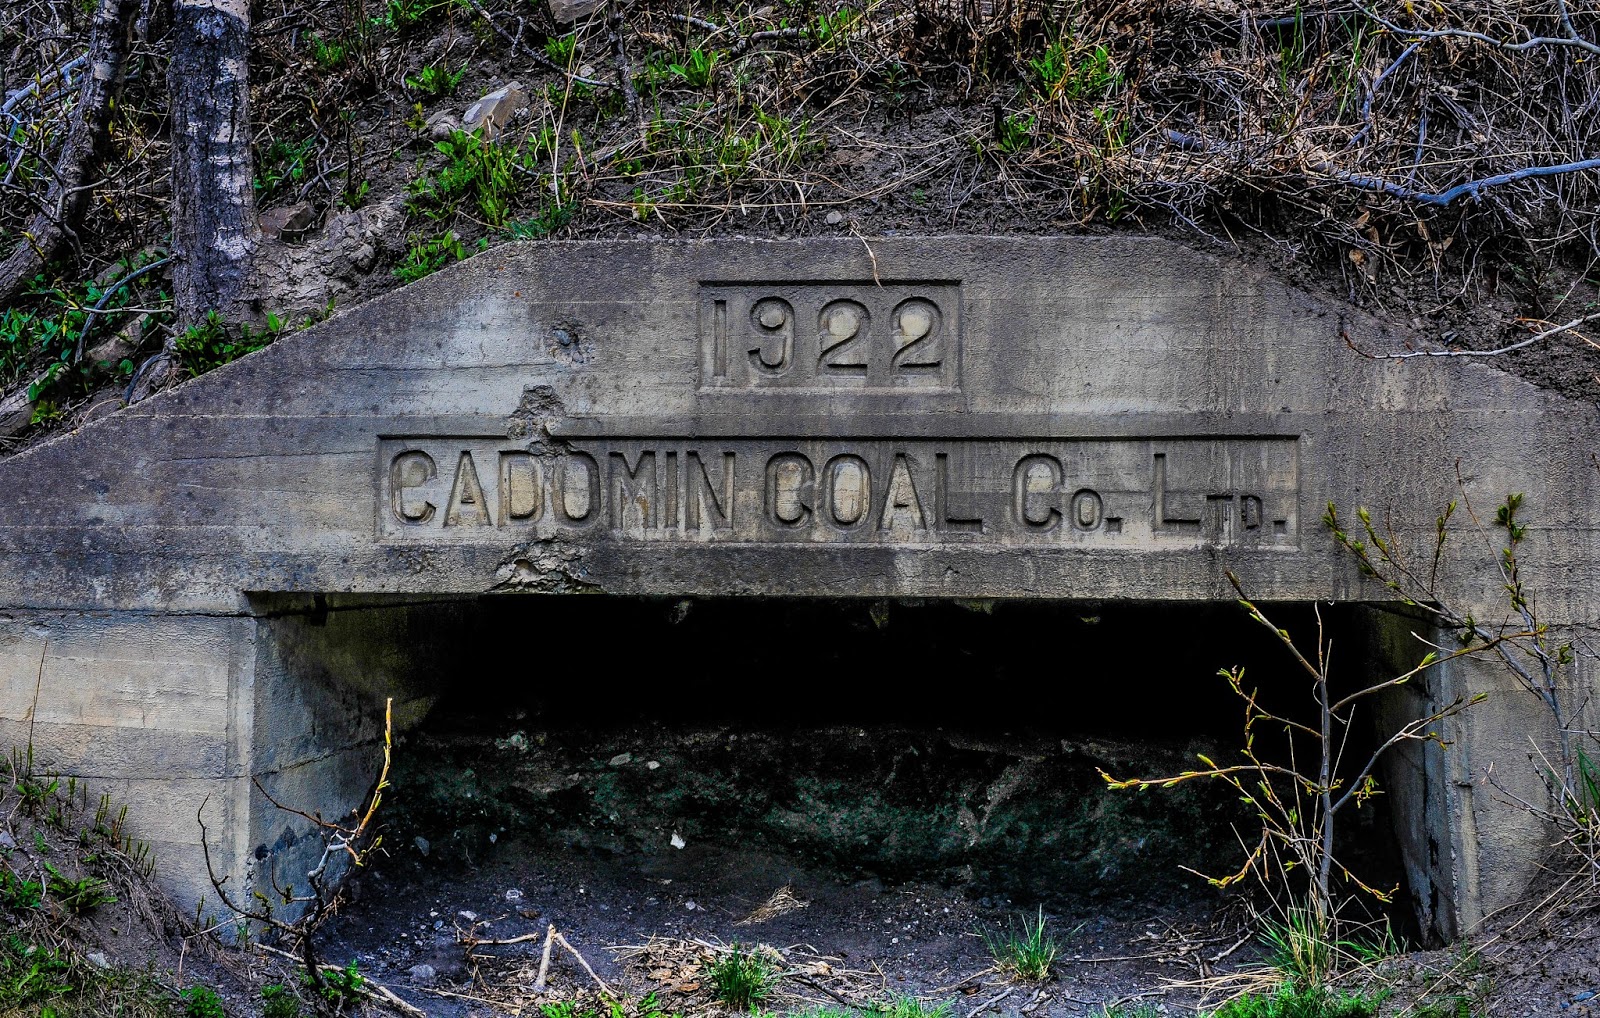 1922
CADOMIN COAL CO. LTD.